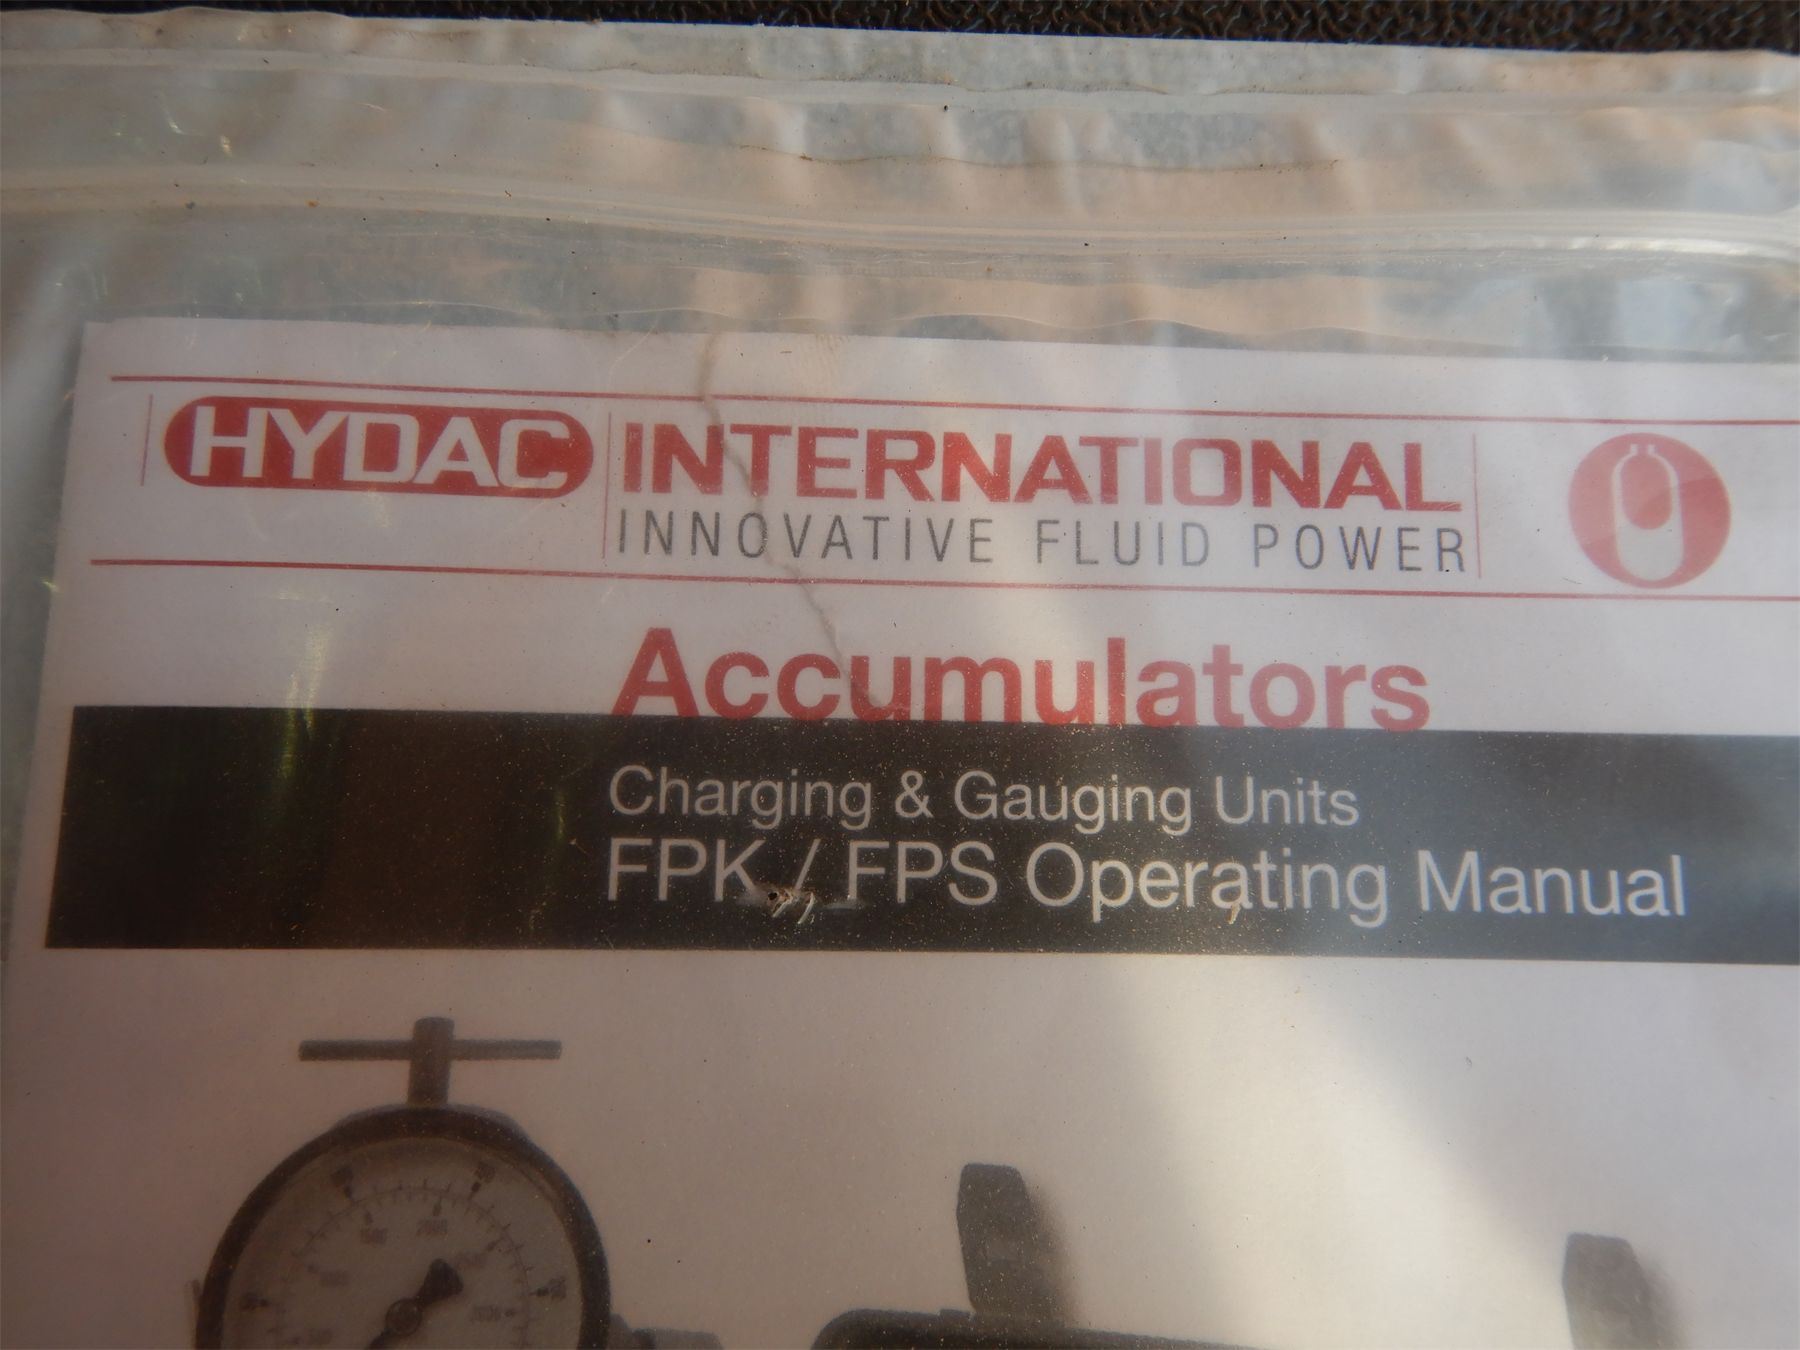 HYDAC INTERNATIONAL
INNOVATIVE FLUID POWER
Accumulators
Charging & Gauging Units
FPK / FPS Operating Manual